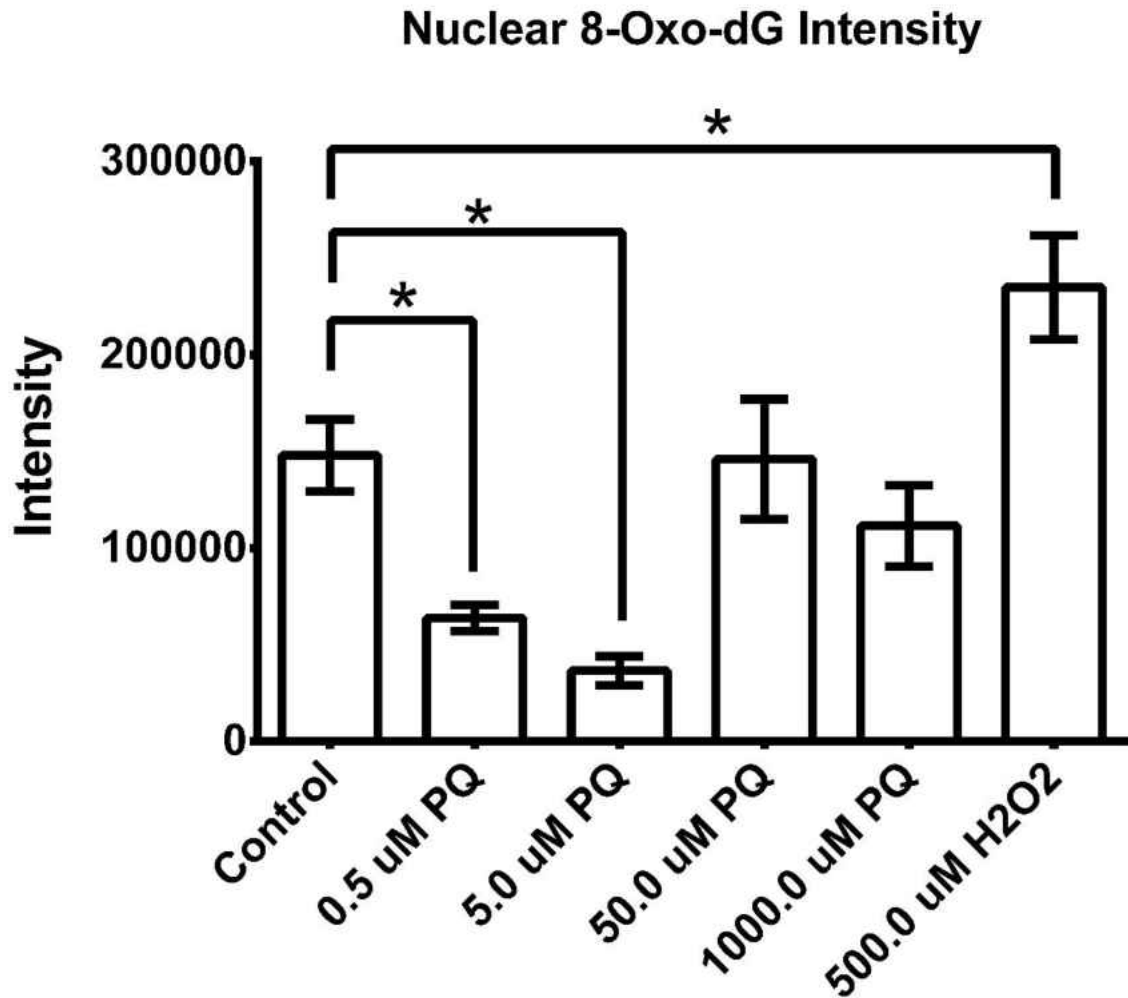 Nuclear 8-Oxo-dG Intensity
*
300000
*
*
200000
Intensity
100000
0
Control
0.5 uM PQ
5.0 uM PQ
50.0 uM PQ
1000.0 uM PQ
500.0 uM H2O2